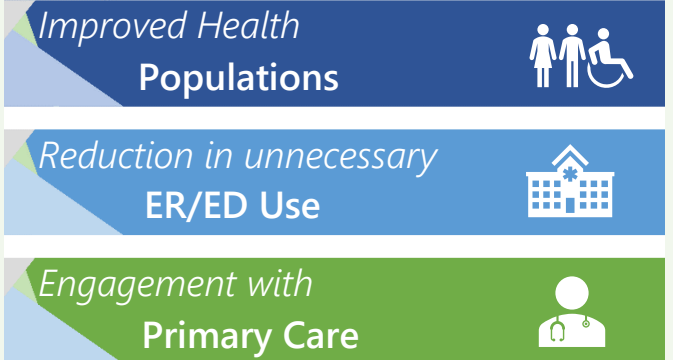 Improved Health
Populations
Reduction in unnecessary
ER/ED Use
Engagement with
Primary Care